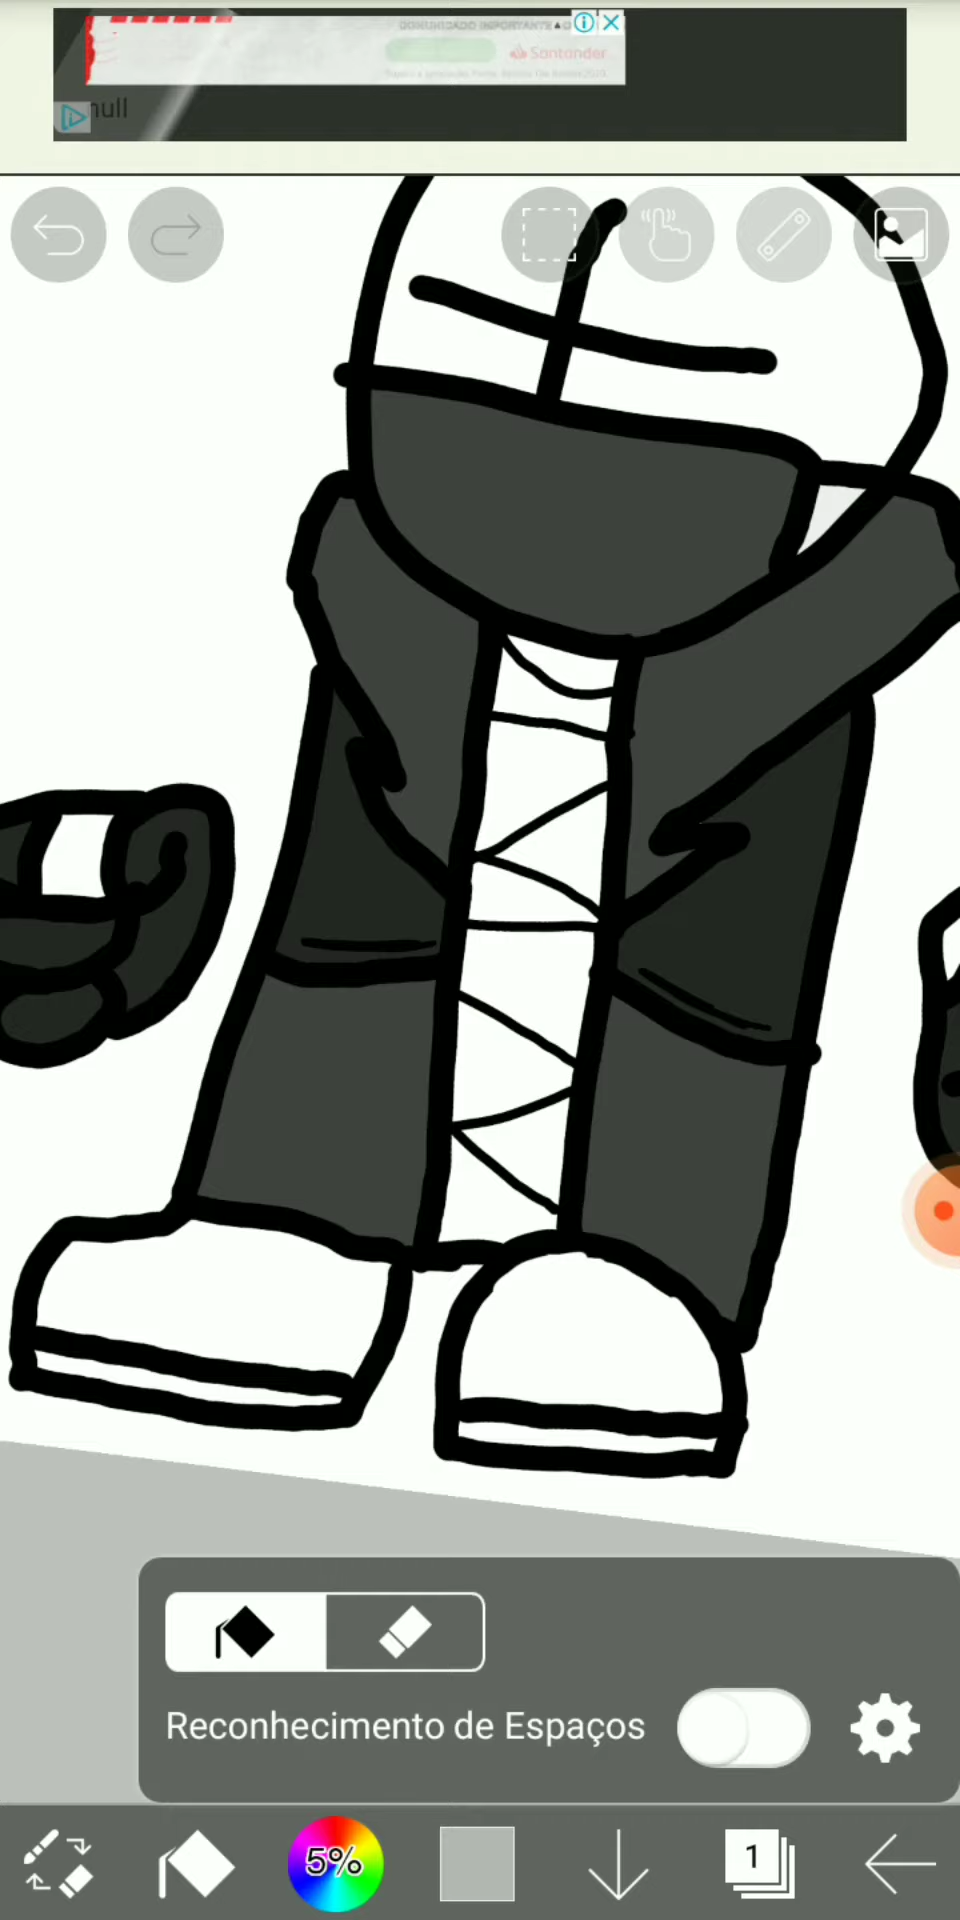 COMUNICADO IMPORTANTE
Santander
null
Reconhecimento de Espaços
5%
1